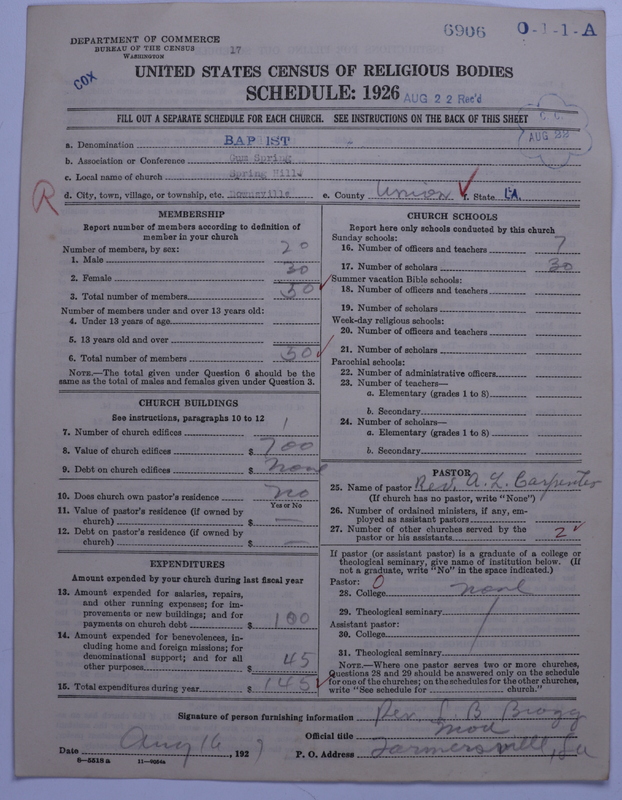 6906 O-1-1-A
DEPARTMENT OF COMMERCE
BUREAU OF THE CENSUS 17
WASHINGTON
COX
UNITED STATES CENSUS OF RELIGIOUS BODIES
SCHEDULE: 1926 AUG 22 Rec'd
FILL OUT A SEPARATE SCHEDULE FOR EACH CHURCH. SEE INSTRUCTIONS ON THE BACK OF THIS SHEET
AUG 22
a. Denomination BAPTIST
b. Association or Conference Gum Spring
c. Local name of church Spring Hills
R
d. City, town, village, or township, etc. Downsville e. County Union f. State LA.
MEMBERSHIP
Report number of members according to definition of
member in your church
Number of members, by sex:
1. Male 20
2. Female 30
3. Total number of members 50
Number of members under and over 13 years old:
4. Under 13 years of age
5. 13 years old and over
6. Total number of members 50
NOTE.—The total given under Question 6 should be
same as the total of males and females given under Question 3.
CHURCH BUILDINGS
See instructions, paragraphs 10 to 12
7. Number of church edifices 1
8. Value of church edifices $ 700
9. Debt on church edifices $ None
10. Does church own pastor's residence No
Yes or No
11. Value of pastor's residence (if owned by
church) $ —
12. Debt on pastor's residence (if owned by
church) $ —
EXPENDITURES
Amount expended by your church during last fiscal year
13. Amount expended for salaries, repairs,
and other running expenses; for im-
provements or new buildings; and for
payments on church debt $ 100
14. Amount expended for benevolences, in-
cluding home and foreign missions; for
denominational support; and for all
other purposes $ 45
15. Total expenditures during year $ 145
CHURCH SCHOOLS
Report here only schools conducted by this church
Sunday schools:
16. Number of officers and teachers 7
17. Number of scholars 30
Summer vacation Bible schools:
18. Number of officers and teachers
19. Number of scholars
Week-day religious schools:
20. Number of officers and teachers
21. Number of scholars
Parochial schools:
22. Number of administrative officers
23. Number of teachers—
a. Elementary (grades 1 to 8)
b. Secondary
24. Number of scholars—
a. Elementary (grades 1 to 8)
b. Secondary
PASTOR
25. Name of pastor Rev. A. L. Carpenter
(If church has no pastor, write "None")
26. Number of ordained ministers, if any, em-
ployed as assistant pastors
27. Number of other churches served by the
pastor or his assistants 2
If pastor (or assistant pastor) is a graduate of a college or
theological seminary, give name of institution below. (If
not a graduate, write "No" in the space indicated.)
Pastor: 0
28. College none
29. Theological seminary
Assistant pastor:
30. College
31. Theological seminary
NOTE.—Where one pastor serves two or more churches,
Questions 28 and 29 should be answered only on the schedule
for one of the churches; on the schedules for the other churches,
write "See schedule for church."
Signature of person furnishing information Rev L B Bragg
Official title Mod
Date Aug 16, 1927 P. O. Address Farmersvill, La
8—5518 a